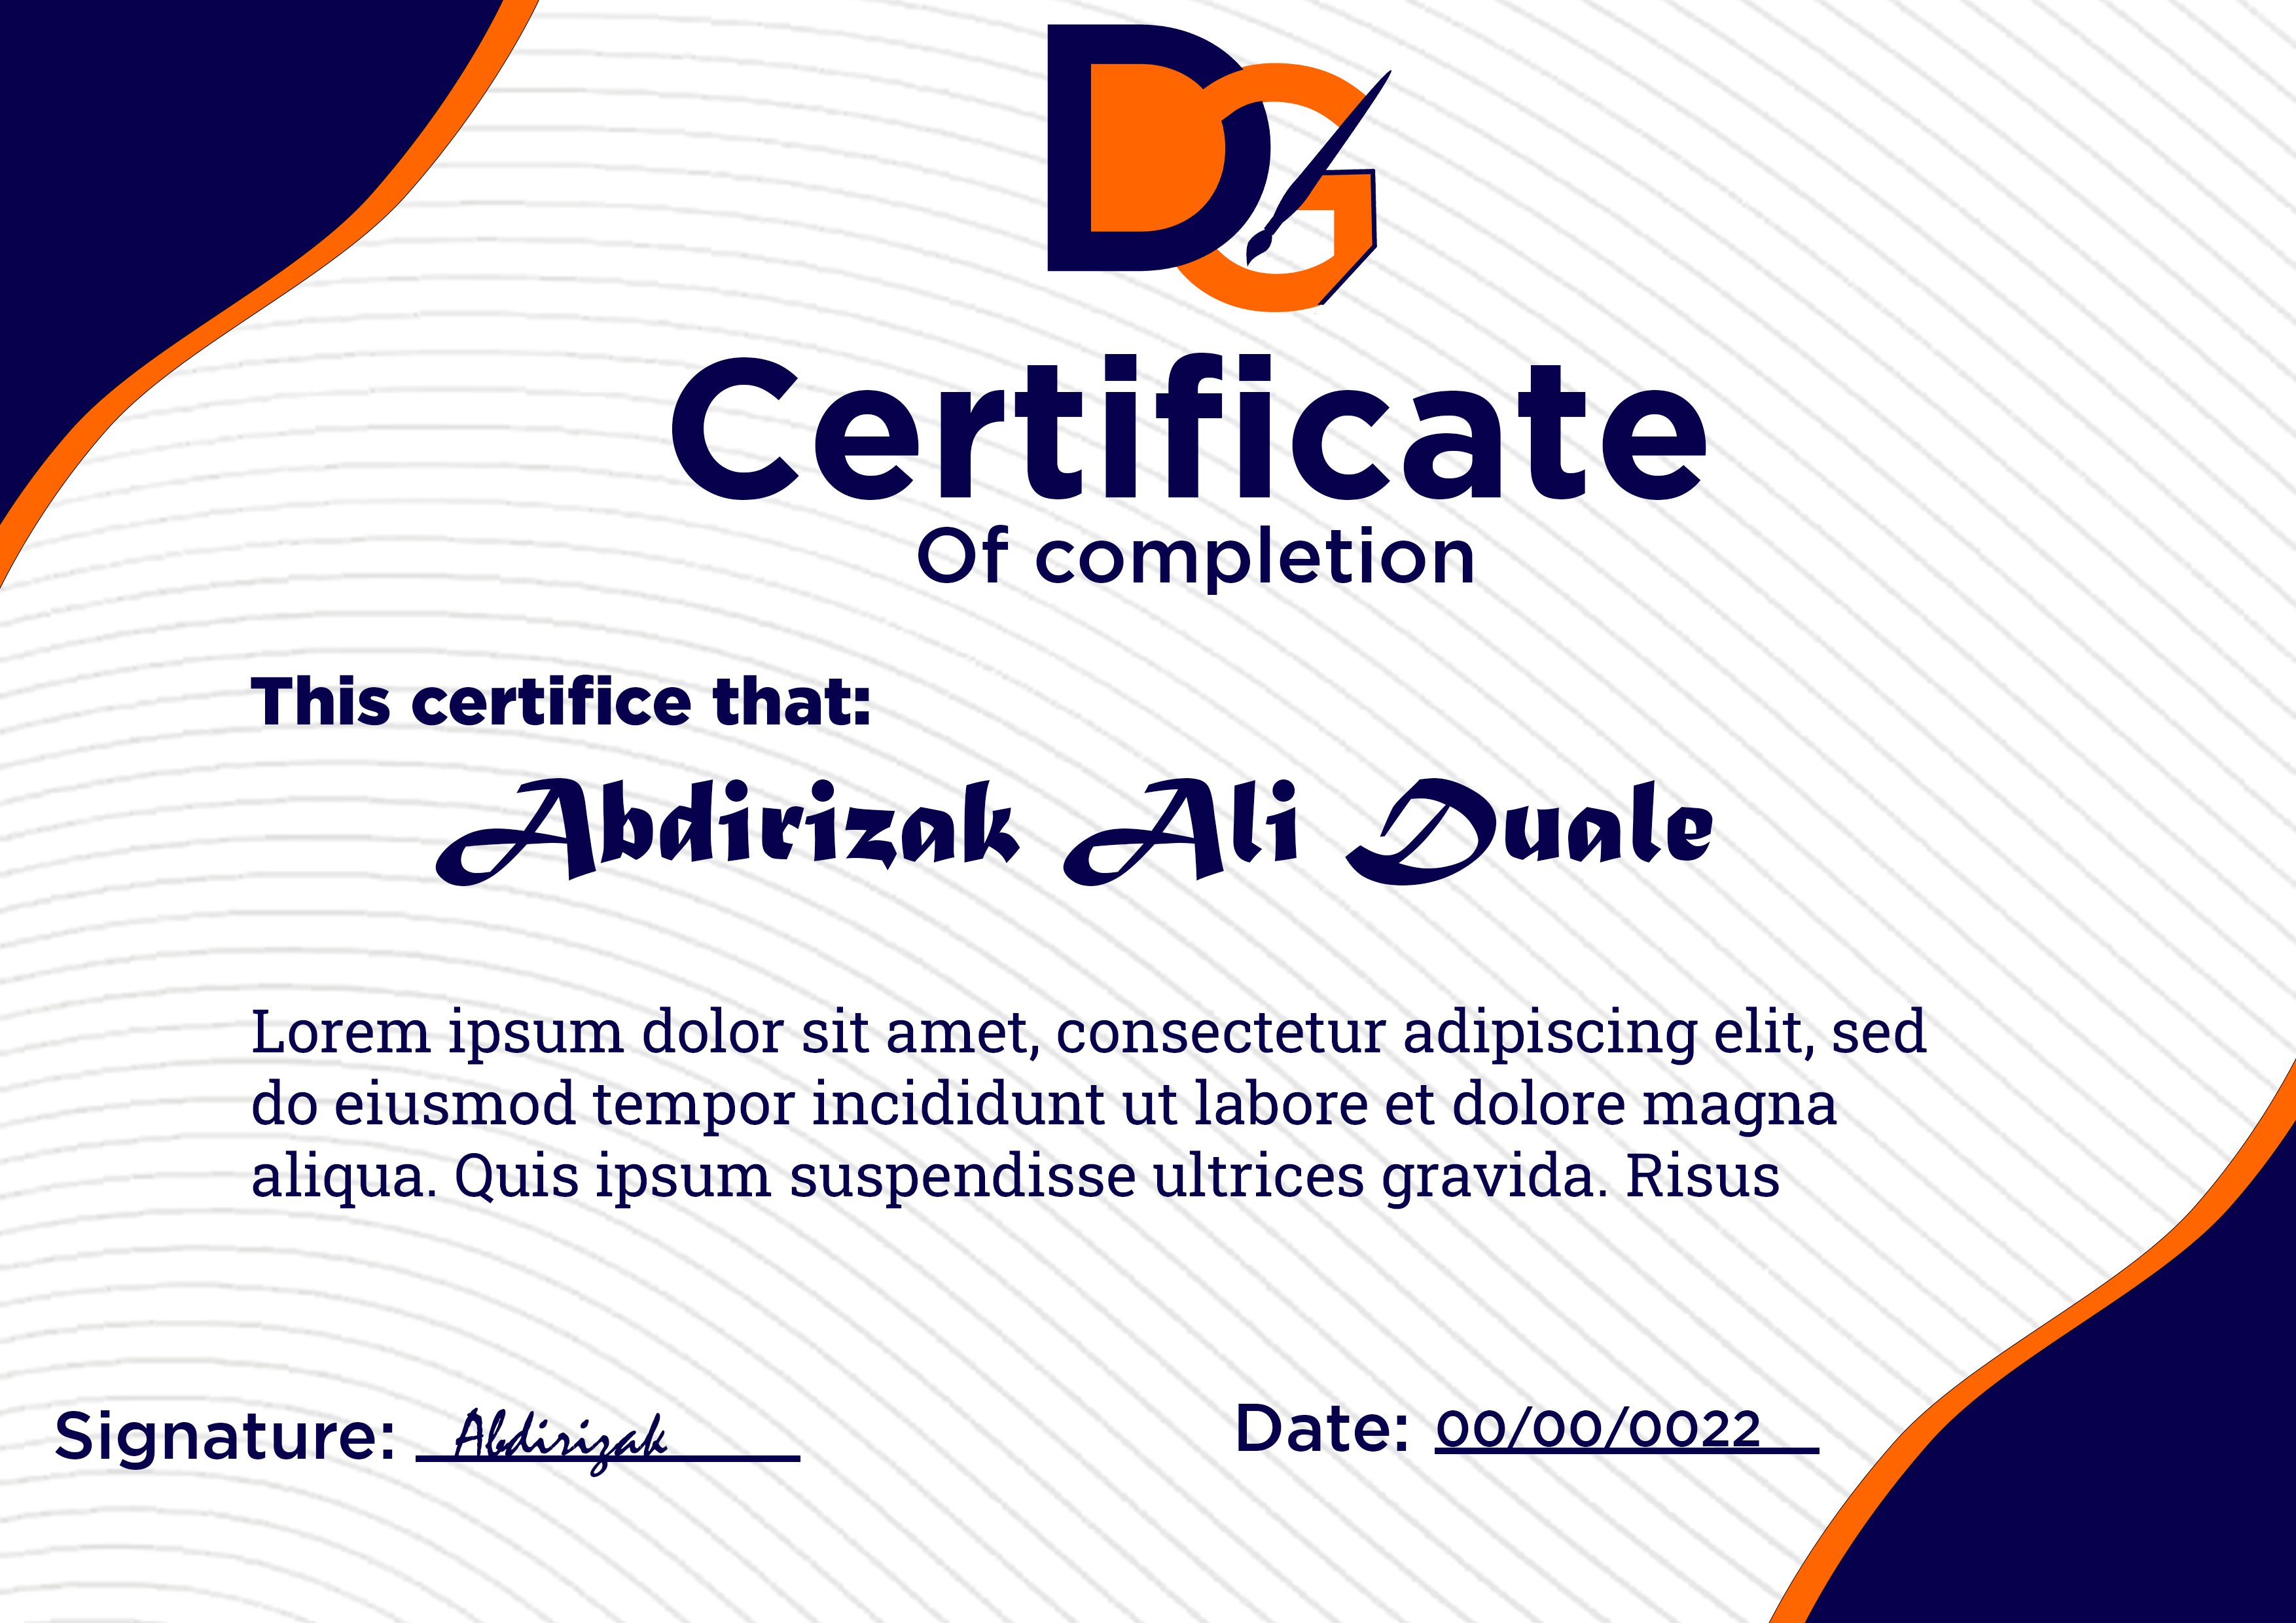 DG
Certificate
Of completion
This certifice that:
Abdirizak Ali Duale
Lorem ipsum dolor sit amet, consectetur adipiscing elit, sed
do eiusmod tempor incididunt ut labore et dolore magna
aliqua. Quis ipsum suspendisse ultrices gravida. Risus
Signature: Abdirizak
Date: 00/00/0022